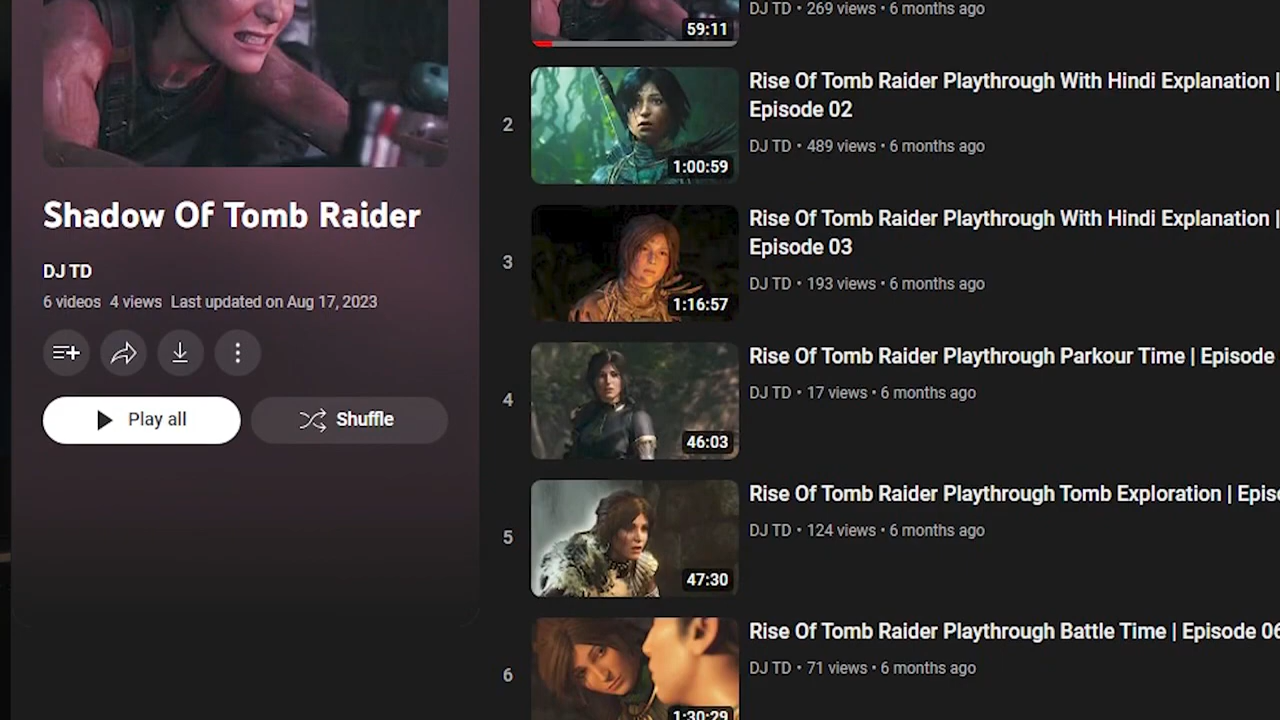 Shadow Of Tomb Raider
DJ TD
6 videos 4 views Last updated on Aug 17, 2023
Play all
Shuffle
DJ TD • 269 views • 6 months ago
59:11
2
Rise Of Tomb Raider Playthrough With Hindi Explanation |
Episode 02
DJ TD • 489 views • 6 months ago
1:00:59
3
Rise Of Tomb Raider Playthrough With Hindi Explanation |
Episode 03
DJ TD • 193 views • 6 months ago
1:16:57
4
Rise Of Tomb Raider Playthrough Parkour Time | Episode
DJ TD • 17 views • 6 months ago
46:03
5
Rise Of Tomb Raider Playthrough Tomb Exploration | Epis
DJ TD • 124 views • 6 months ago
47:30
6
Rise Of Tomb Raider Playthrough Battle Time | Episode 06
DJ TD • 71 views • 6 months ago
1:30:29